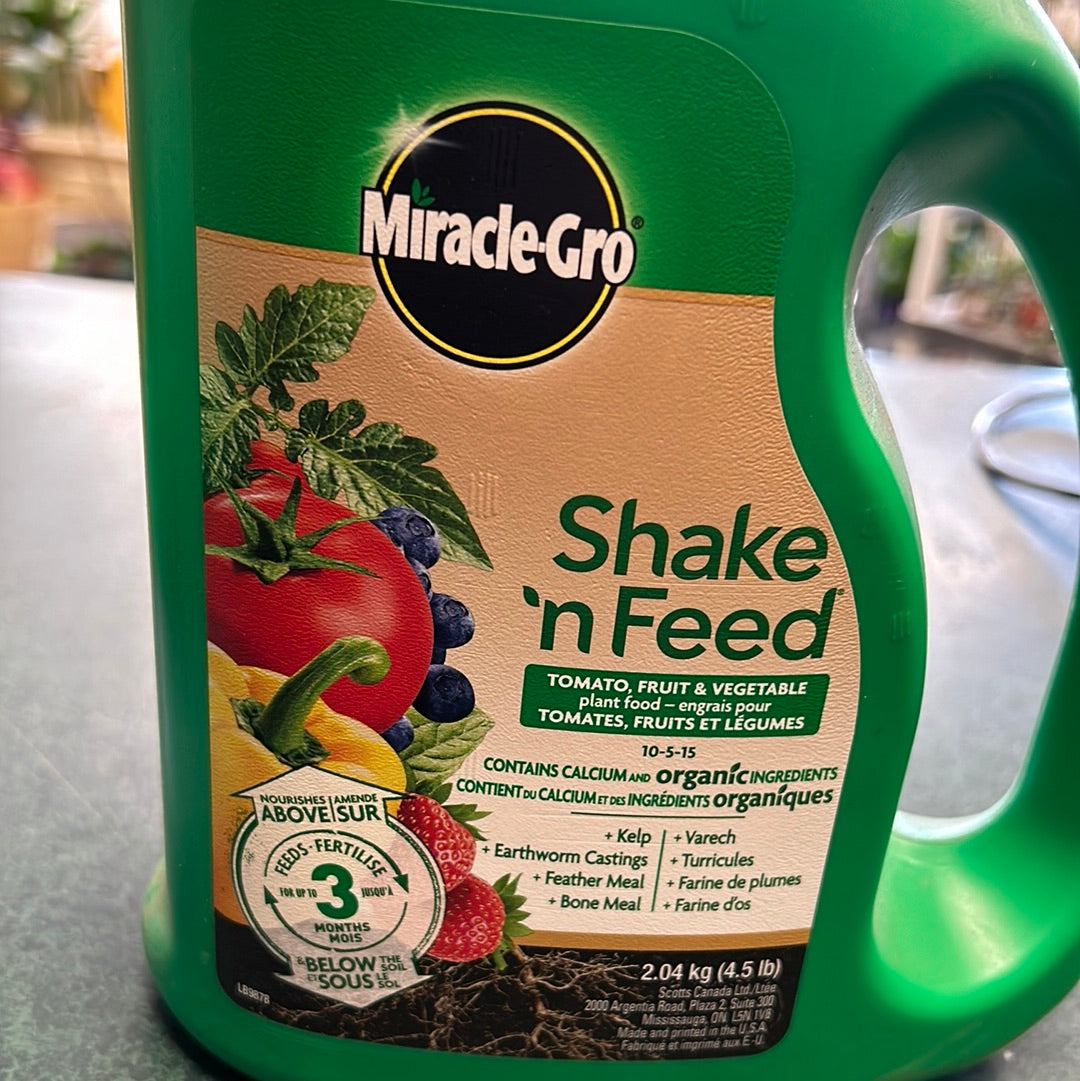 Miracle-Gro®
Shake
'n Feed
TOMATO, FRUIT & VEGETABLE
plant food – engrais pour
TOMATES, FRUITS ET LÉGUMES
10-5-15
CONTAINS CALCIUM AND organic INGREDIENTS
CONTIENT DU CALCIUM ET DES INGRÉDIENTS organiques
+ Kelp
+ Earthworm Castings
+ Feather Meal
+ Bone Meal
+ Varech
+ Turricules
+ Farine de plumes
+ Farine d'os
NOURISHES
ABOVE
AMENDE
SUR
FEEDS · FERTILISE
FOR UP TO 3 JUSQU'À
MONTHS
MOIS
& BELOW THE SOIL
ET SOUS LE SOL
LB987B
2.04 kg (4.5 lb)
Scotts Canada Ltd./Ltée
2000 Argentia Road, Plaza 2, Suite 300
Mississauga, ON L5N 1V8
Made and printed in the U.S.A.
Fabriqué et imprimé aux É.-U.